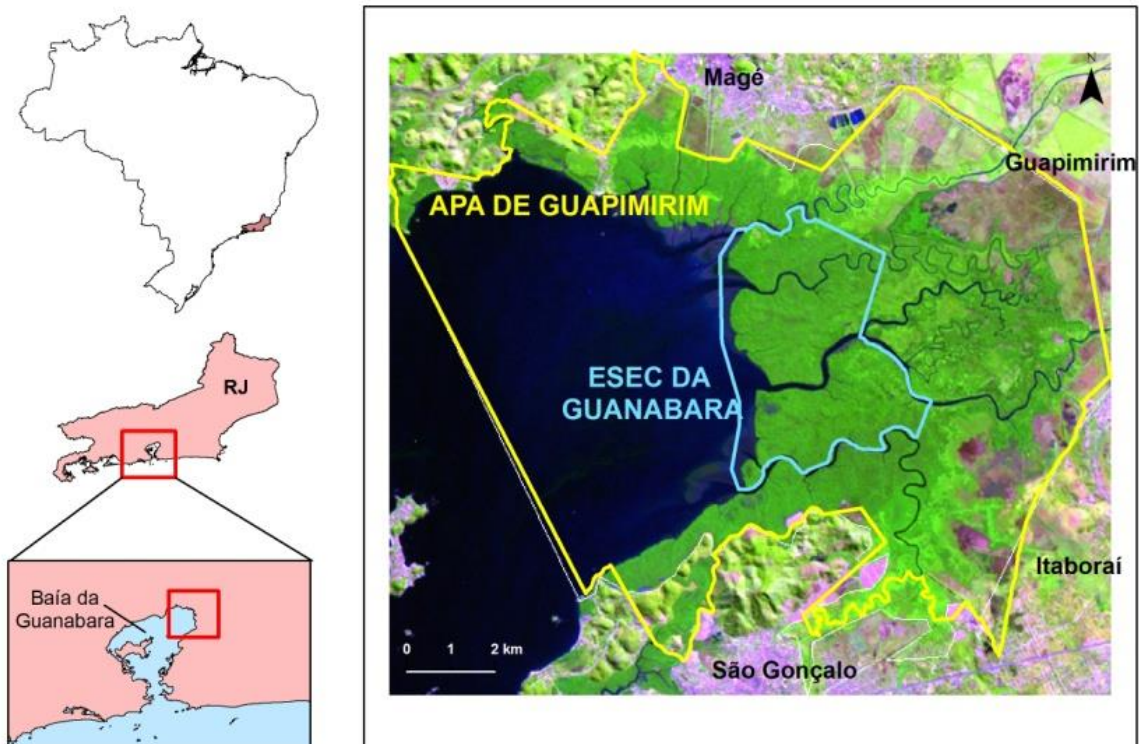 RJ
Baía da
Guanabara
Magé
N
Guapimirim
APA DE GUAPIMIRIM
ESEC DA
GUANABARA
Itaboraí
0 1 2 km
São Gonçalo